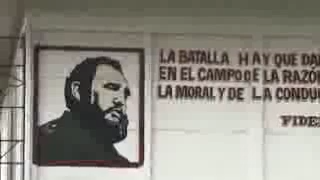 LA BATALLA HAY QUE DA
EN EL CAMPO DE LA RAZÓ
LA MORAL Y DE LA CONDU
FIDE